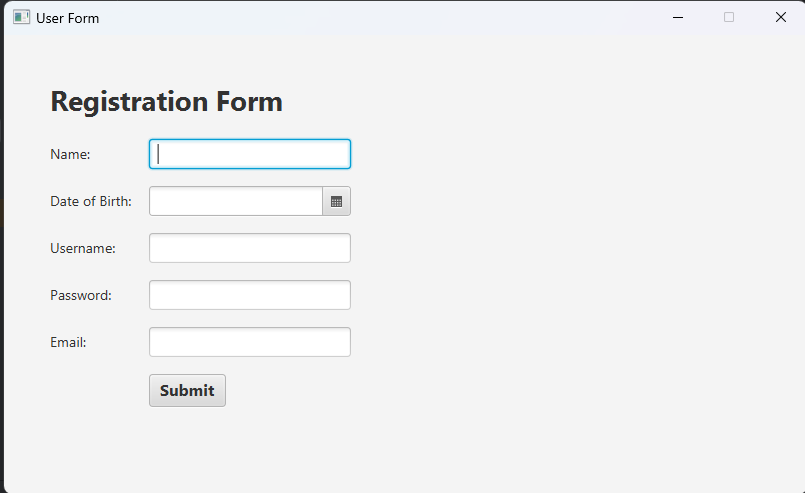 User Form
Registration Form
Name:
Date of Birth:
Username:
Password:
Email:
Submit